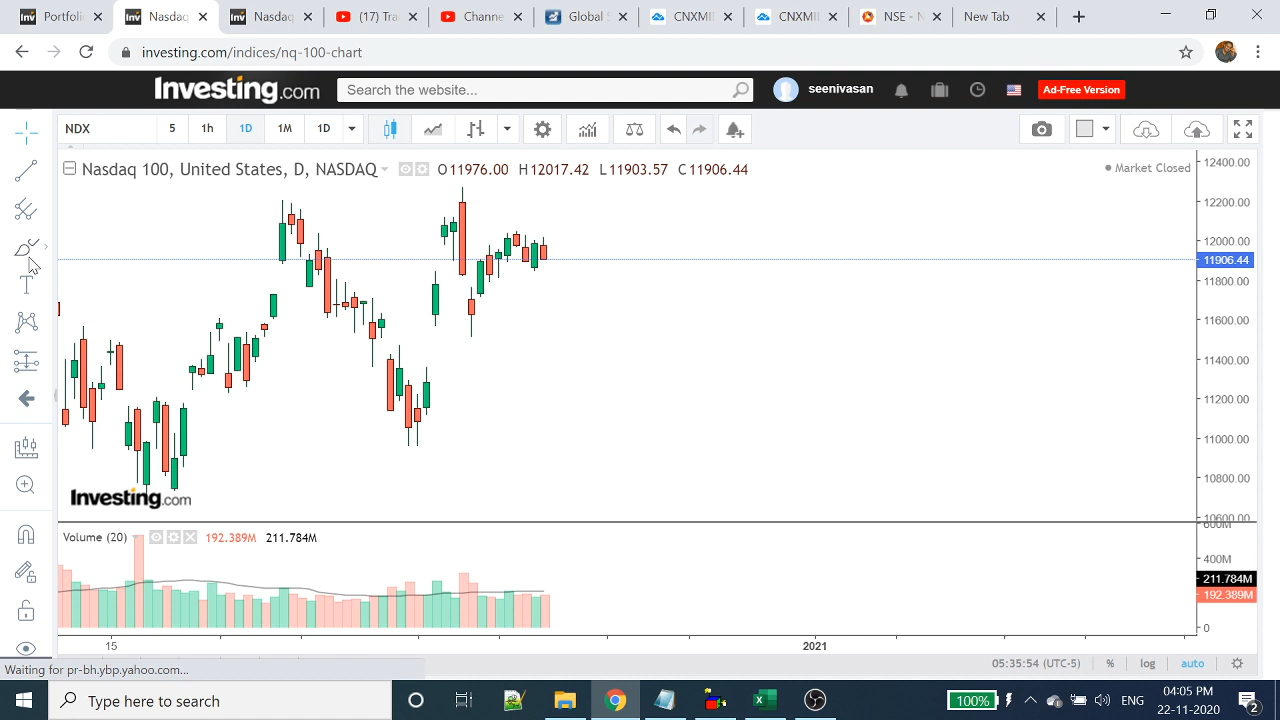 Portfoli
Nasdaq
Nasdaq
(17) Tra
Channe
Global S
CNXMI
CNXMI
NSE - N
New Tab
investing.com/indices/nq-100-chart
Investing.com
Search the website...
seenivasan
Ad-Free Version
NDX
5
1h
1D
1M
1D
Nasdaq 100, United States, D, NASDAQ
O11976.00 H12017.42 L11903.57 C11906.44
Market Closed
12400.00
12200.00
12000.00
11906.44
11800.00
11600.00
11400.00
11200.00
11000.00
10800.00
10600.00
Investing.com
Volume (20)
192.389M
211.784M
600M
400M
211.784M
192.389M
0
15
2021
Waiting for pr-bh.ybp.yahoo.com...
05:35:54 (UTC-5)
%
log
auto
Type here to search
100%
ENG
04:05 PM
22-11-2020
2